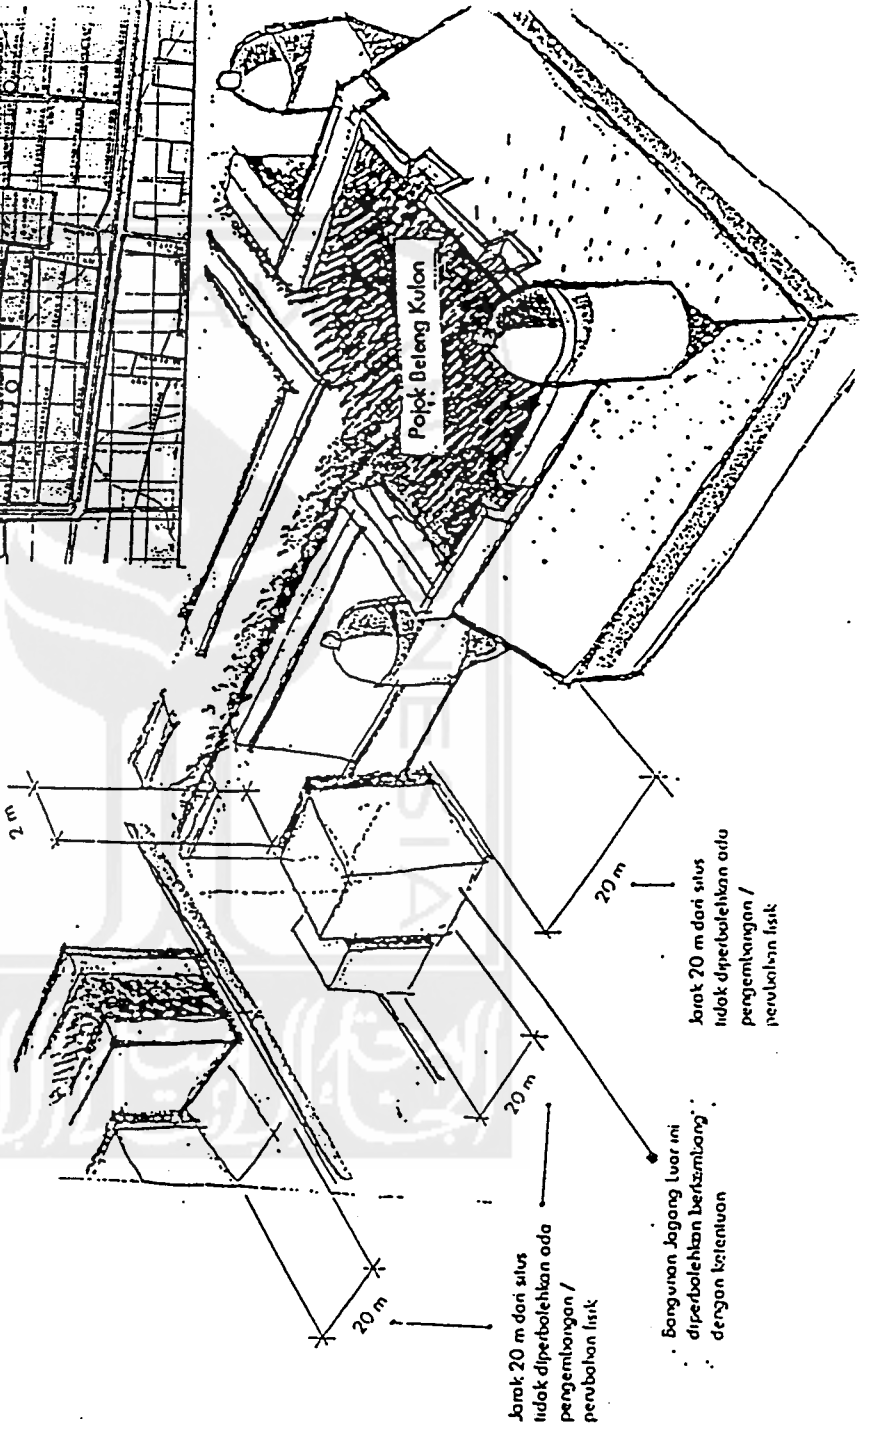 Pojok Beteng Kulon
2 m
20 m
Jarak 20 m dari situs
tidak diperbolehkan ada
pengembangan /
perubahan fisik
20 m
20 m
Bangunan Jagang luar ini
diperbolehkan berkembang
dengan ketentuan
Jarak 20 m dari situs
tidak diperbolehkan ada
pengembangan /
perubahan fisik